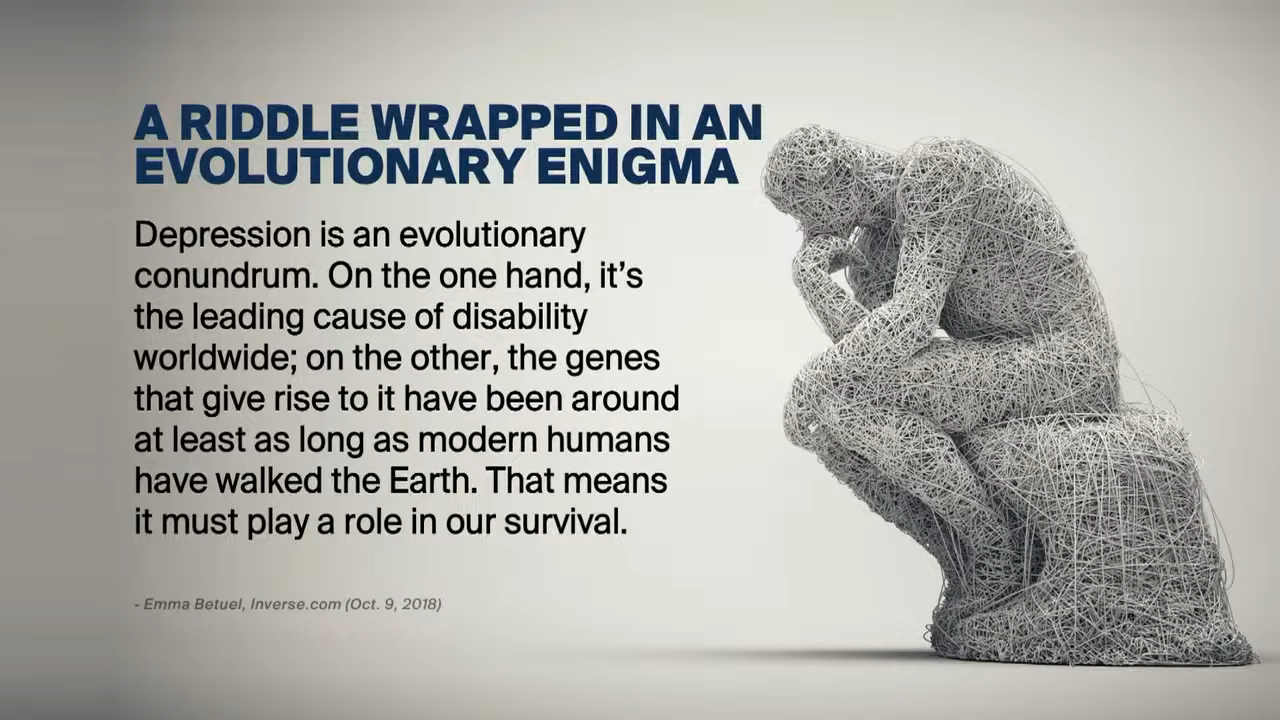 A RIDDLE WRAPPED IN AN
EVOLUTIONARY ENIGMA
Depression is an evolutionary
conundrum. On the one hand, it’s
the leading cause of disability
worldwide; on the other, the genes
that give rise to it have been around
at least as long as modern humans
have walked the Earth. That means
it must play a role in our survival.
- Emma Betuel, Inverse.com (Oct. 9, 2018)